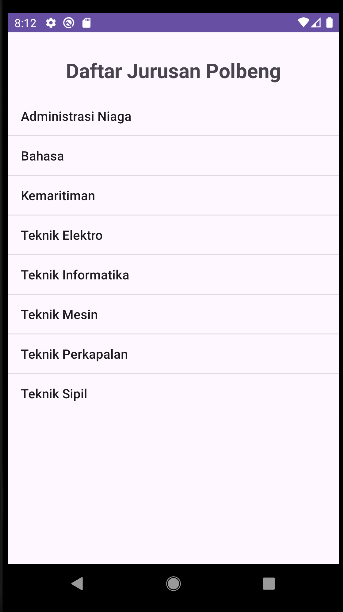 8:12
Daftar Jurusan Polbeng
Administrasi Niaga
Bahasa
Kemaritiman
Teknik Elektro
Teknik Informatika
Teknik Mesin
Teknik Perkapalan
Teknik Sipil